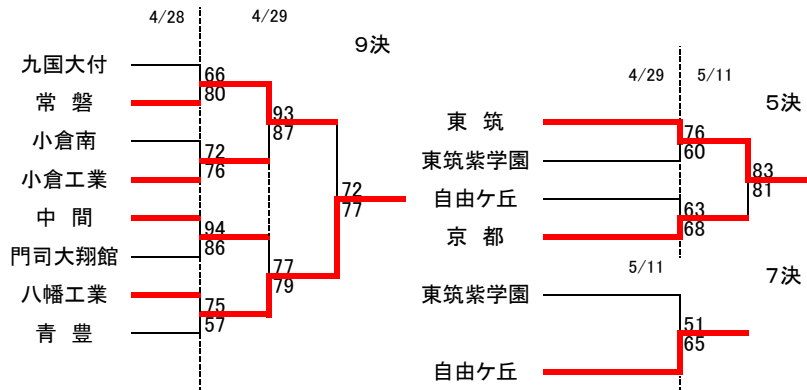 4/28
4/29
9決
九国大付
66
80
常 磐
93
87
小倉南
72
76
小倉工業
72
77
中 間
94
86
門司大翔館
77
79
八幡工業
75
57
青 豊
4/29
5/11
5決
東 筑
76
60
東筑紫学園
83
81
自由ケ丘
63
68
京 都
5/11
7決
東筑紫学園
51
65
自由ケ丘